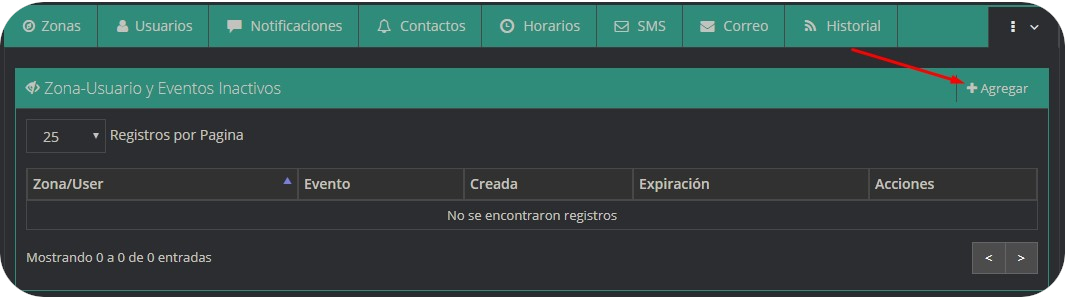 Zonas Usuarios Notificaciones Contactos Horarios SMS Correo Historial
Zona-Usuario y Eventos Inactivos Agregar
25 Registros por Pagina
Zona/User Evento Creada Expiración Acciones
No se encontraron registros
Mostrando 0 a 0 de 0 entradas < >